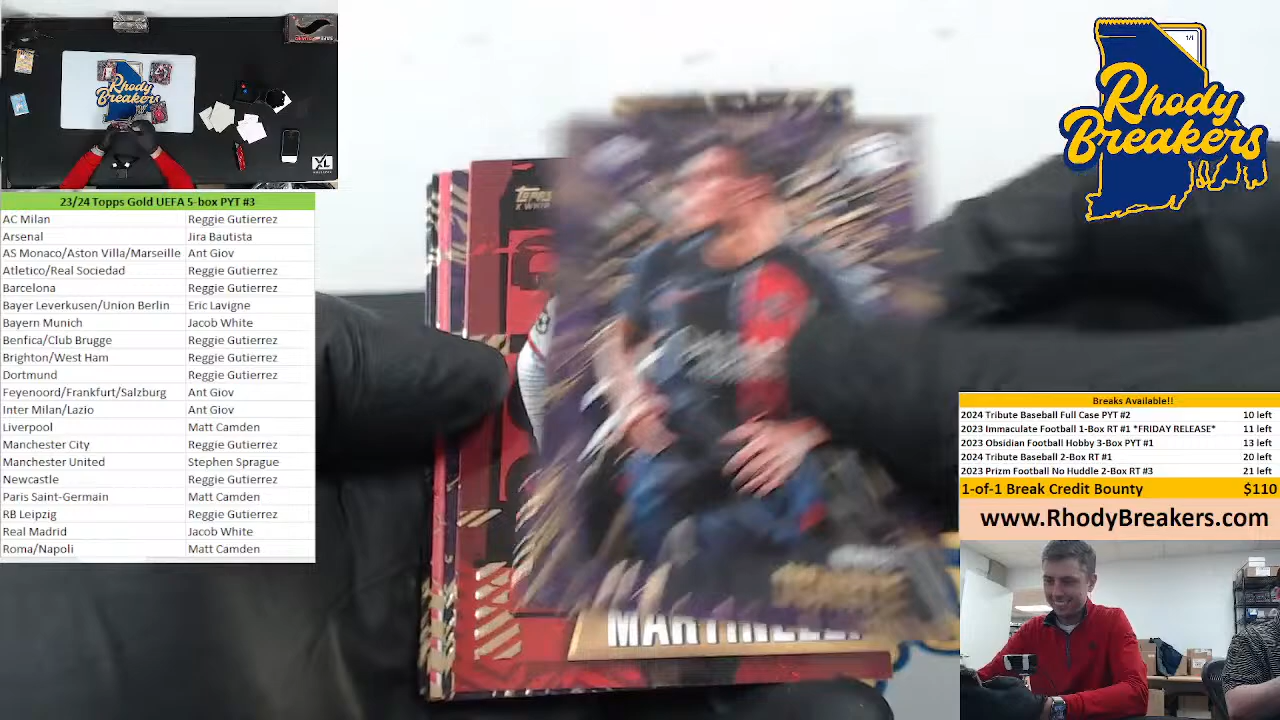 23/24 Topps Gold UEFA 5-box PYT #3
AC Milan Reggie Gutierrez
Arsenal Jira Bautista
AS Monaco/Aston Villa/Marseille Ant Giov
Atletico/Real Sociedad Reggie Gutierrez
Barcelona Reggie Gutierrez
Bayer Leverkusen/Union Berlin Eric Lavigne
Bayern Munich Jacob White
Benfica/Club Brugge Reggie Gutierrez
Brighton/West Ham Reggie Gutierrez
Dortmund Reggie Gutierrez
Feyenoord/Frankfurt/Salzburg Ant Giov
Inter Milan/Lazio Ant Giov
Liverpool Matt Camden
Manchester City Reggie Gutierrez
Manchester United Stephen Sprague
Newcastle Reggie Gutierrez
Paris Saint-Germain Matt Camden
RB Leipzig Reggie Gutierrez
Real Madrid Jacob White
Roma/Napoli Matt Camden
Rhody
Breakers
XL
TOPPS
MARTINELLI
1/1
Rhody
Breakers
Breaks Available!!
2024 Tribute Baseball Full Case PYT #2 10 left
2023 Immaculate Football 1-Box RT #1 *FRIDAY RELEASE* 11 left
2023 Obsidian Football Hobby 3-Box PYT #1 13 left
2024 Tribute Baseball 2-Box RT #1 20 left
2023 Prizm Football No Huddle 2-Box RT #3 21 left
1-of-1 Break Credit Bounty $110
www.RhodyBreakers.com